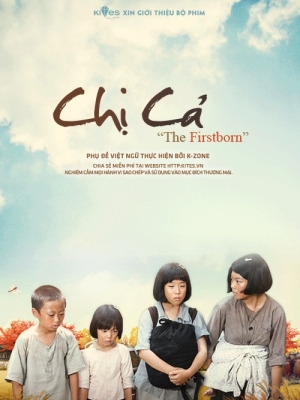 KITES XIN GIỚI THIỆU BỘ PHIM
Chị Cả
"The Firstborn"
PHỤ ĐỀ VIỆT NGỮ THỰC HIỆN BỞI K-ZONE
CHIA SẺ MIỄN PHÍ TẠI WEBSITE HTTP:KITES.VN
NGHIÊM CẤM MỌI HÀNH VI SAO CHÉP VÀ SỬ DỤNG VÀO MỤC ĐÍCH THƯƠNG MẠI.